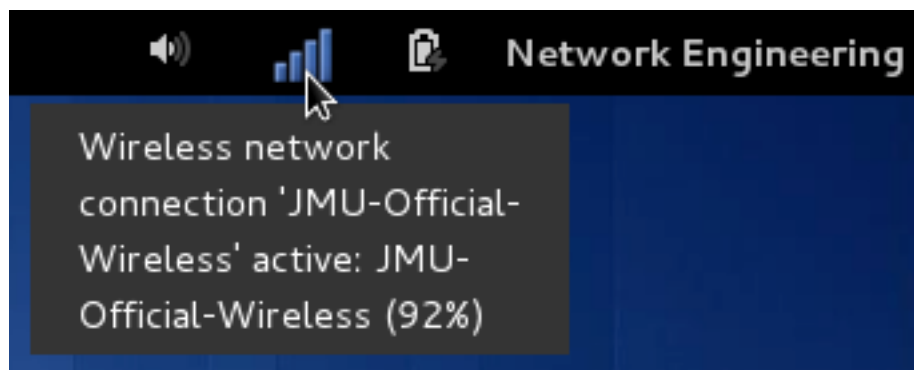 Network Engineering
Wireless network
connection 'JMU-Official-
Wireless' active: JMU-
Official-Wireless (92%)